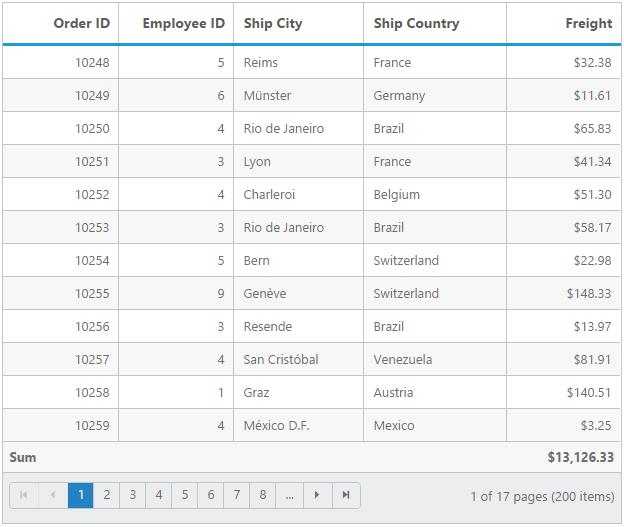 Order ID Employee ID Ship City Ship Country Freight
10248 5 Reims France $32.38
10249 6 Münster Germany $11.61
10250 4 Rio de Janeiro Brazil $65.83
10251 3 Lyon France $41.34
10252 4 Charleroi Belgium $51.30
10253 3 Rio de Janeiro Brazil $58.17
10254 5 Bern Switzerland $22.98
10255 9 Genève Switzerland $148.33
10256 3 Resende Brazil $13.97
10257 4 San Cristóbal Venezuela $81.91
10258 1 Graz Austria $140.51
10259 4 México D.F. Mexico $3.25
Sum $13,126.33
1 2 3 4 5 6 7 8 ... 1 of 17 pages (200 items)